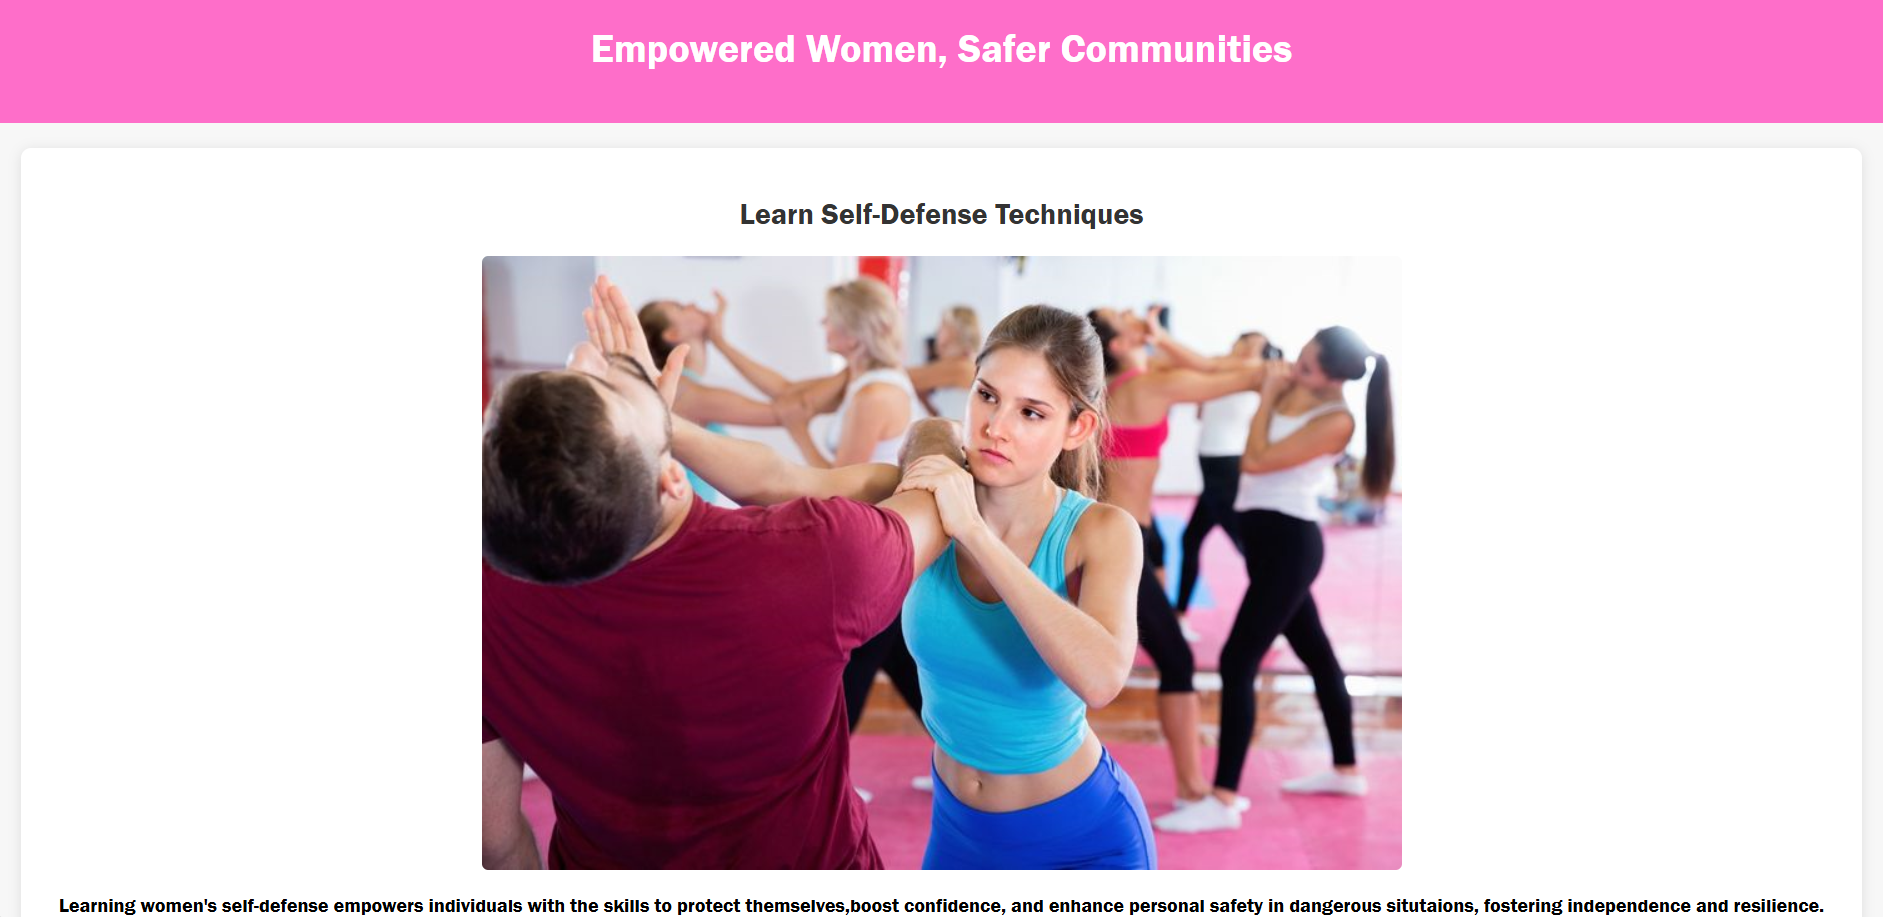 Empowered Women, Safer Communities
Learn Self-Defense Techniques
Learning women's self-defense empowers individuals with the skills to protect themselves,boost confidence, and enhance personal safety in dangerous situtaions, fostering independence and resilience.